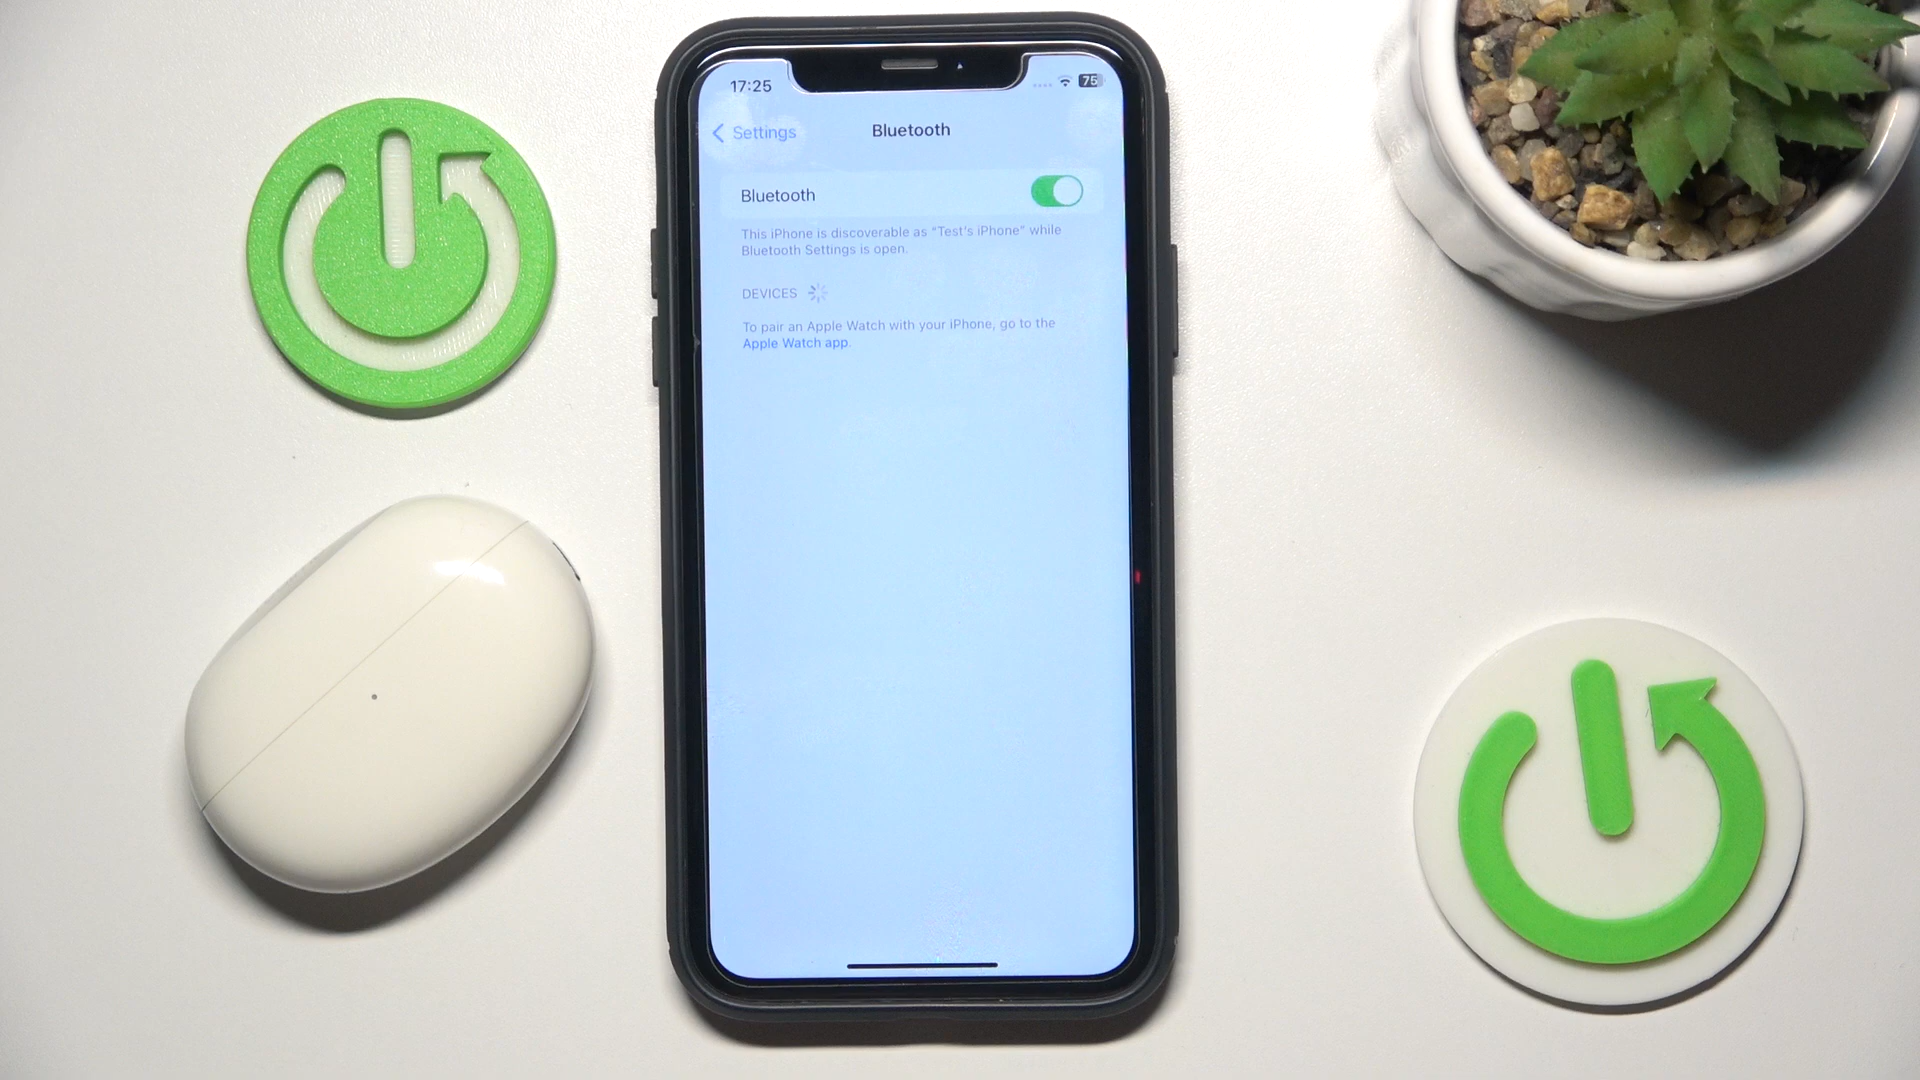 17:25
75
Settings
Bluetooth
Bluetooth
This iPhone is discoverable as “Test’s iPhone” while
Bluetooth Settings is open.
DEVICES
To pair an Apple Watch with your iPhone, go to the
Apple Watch app.